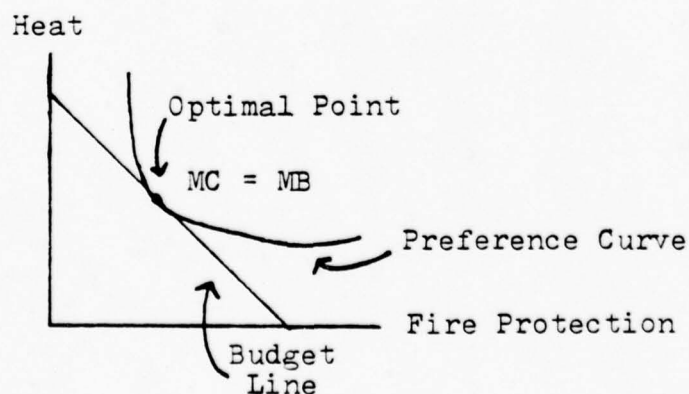 Heat
Optimal Point
MC = MB
Preference Curve
Fire Protection
Budget
Line